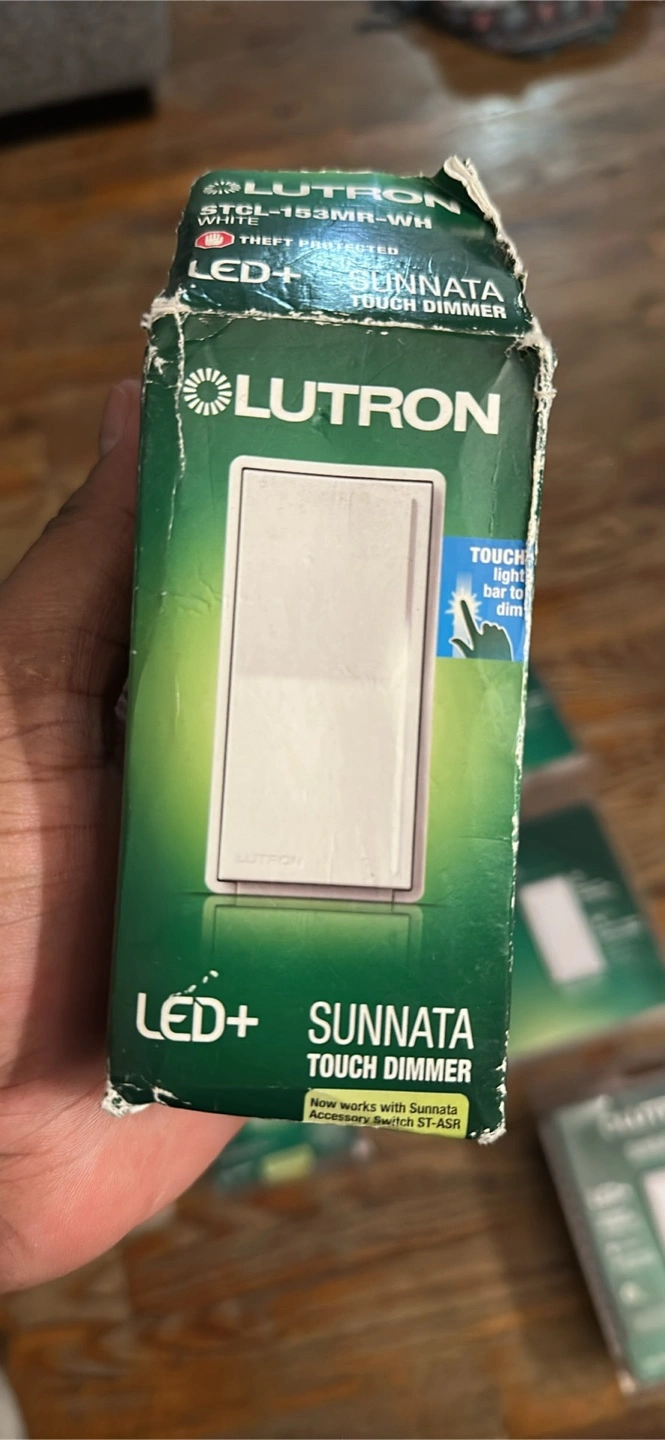 LUTRON
STCL-153MR-WH
WHITE
THEFT PROTECTED
LED+
SUNNATA
TOUCH DIMMER
LUTRON
TOUCH
light
bar to
dim
LUTRON
LED+
SUNNATA
TOUCH DIMMER
Now works with Sunnata
Accessory Switch ST-ASR